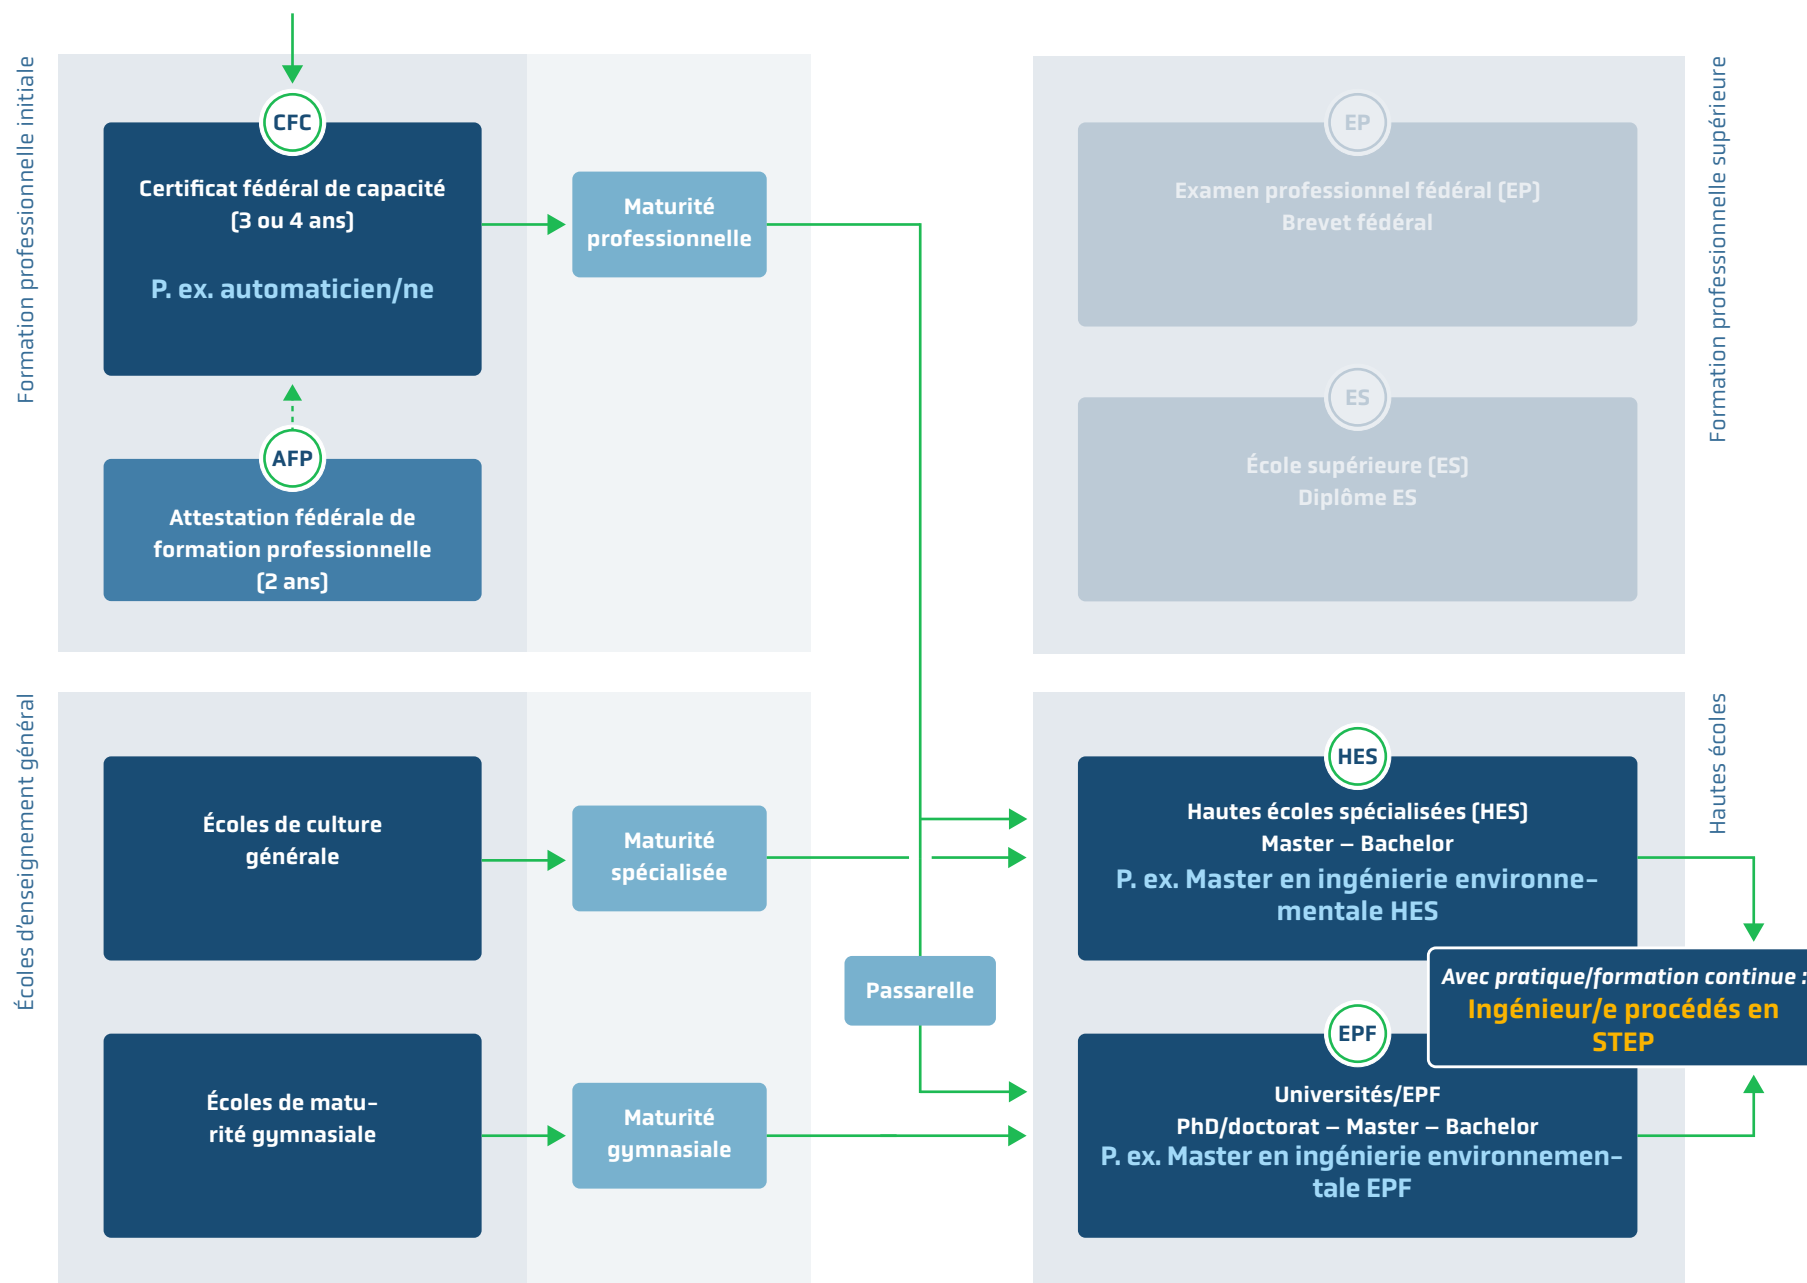 Formation professionnelle initiale
CFC
Certificat fédéral de capacité
(3 ou 4 ans)
P. ex. automaticien/ne
Maturité
professionnelle
AFP
Attestation fédérale de
formation professionnelle
(2 ans)
Formation professionnelle supérieure
EP
Examen professionnel fédéral (EP)
Brevet fédéral
ES
École supérieure (ES)
Diplôme ES
Écoles d'enseignement général
Écoles de culture
générale
Maturité
spécialisée
Passarelle
Écoles de matu-
rité gymnasiale
Maturité
gymnasiale
Hautes écoles
HES
Hautes écoles spécialisées (HES)
Master – Bachelor
P. ex. Master en ingénierie environne-
mentale HES
Avec pratique/formation continue :
Ingénieur/e procédés en
STEP
EPF
Universités/EPF
PhD/doctorat – Master – Bachelor
P. ex. Master en ingénierie environnemen-
tale EPF